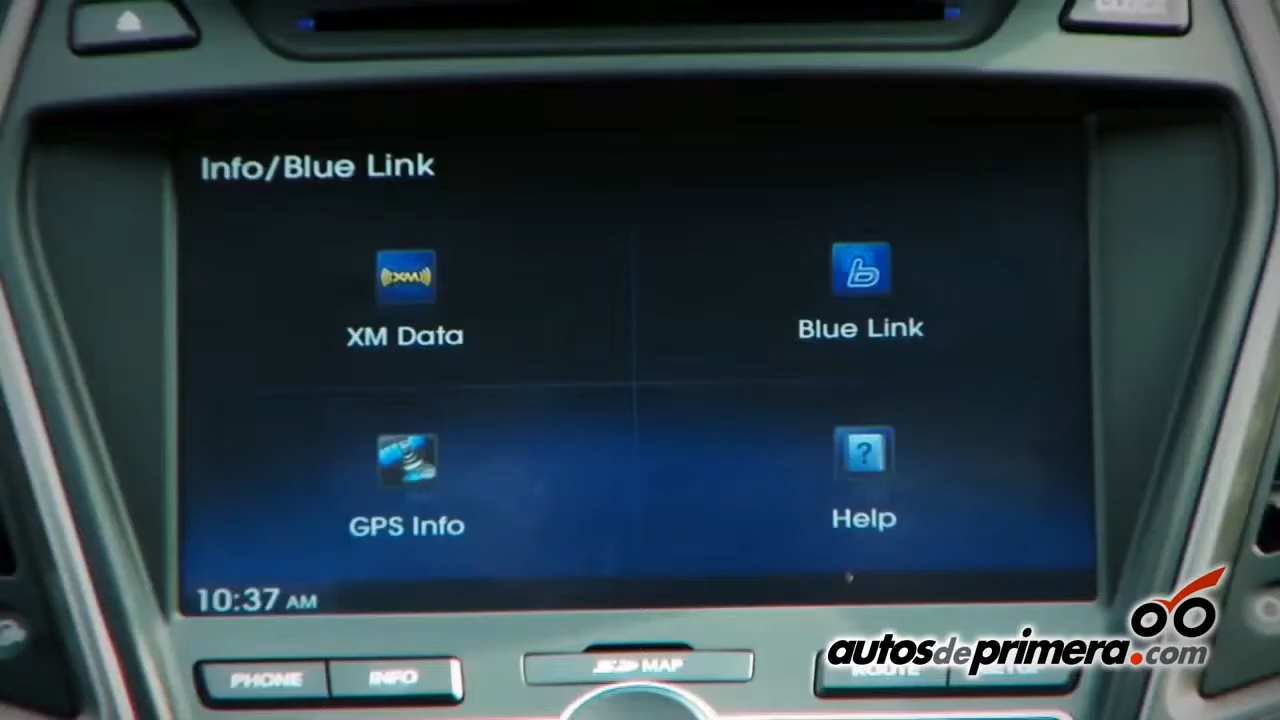 Info/Blue Link
XM
XM Data
b
Blue Link
?
GPS Info
Help
10:37 AM
PHONE
INFO
MAP
ROUTE
autosdeprimera.com